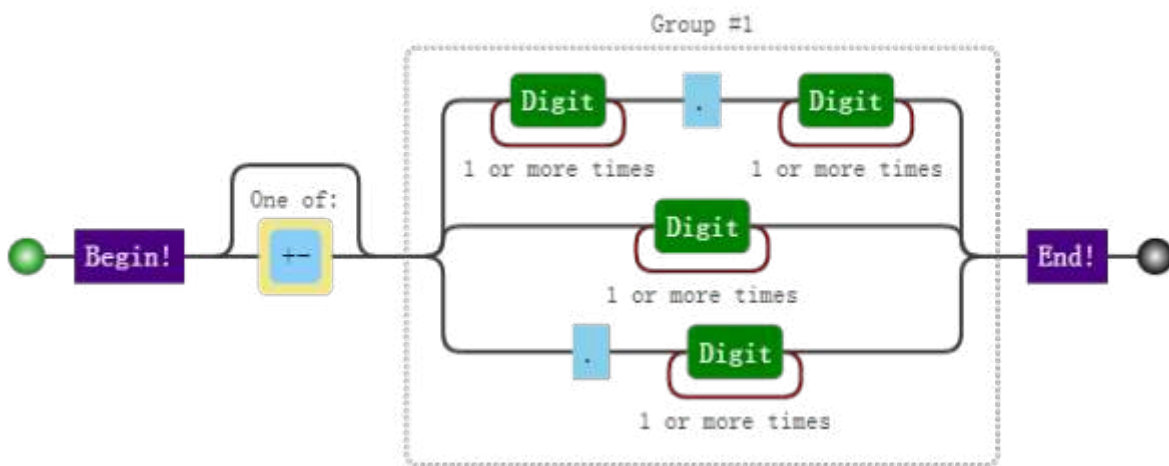 Group #1
Digit . Digit
1 or more times 1 or more times
One of:
Digit
Begin! +- End!
1 or more times
. Digit
1 or more times